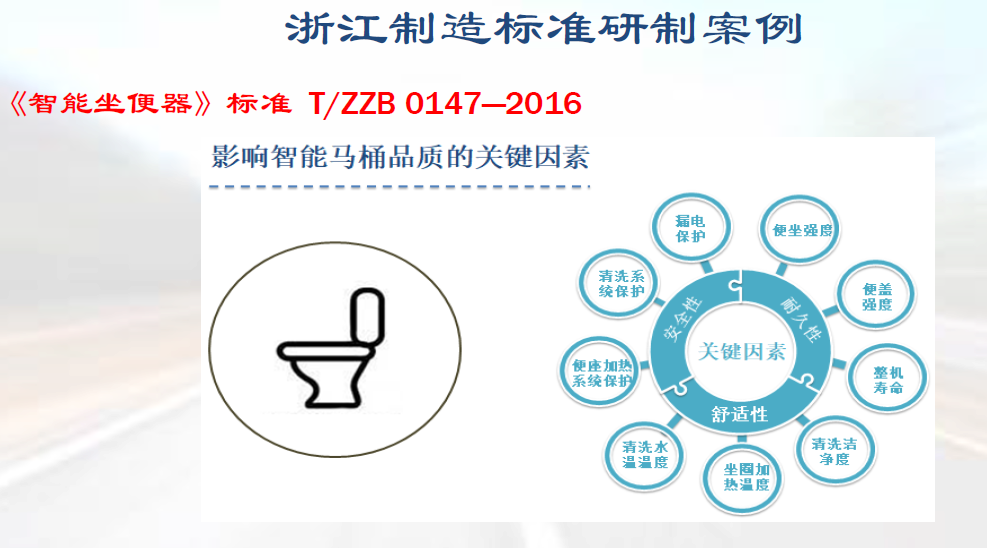 浙江制造标准研制案例
《智能坐便器》标准 T/ZZB 0147—2016
影响智能马桶品质的关键因素
漏电
保护
便坐强度
清洗系
统保护
便盖
强度
安全性
耐久性
关键因素
便座加热
系统保护
整机
寿命
舒适性
清洗水
温温度
坐圈加
热温度
清洗洁
净度